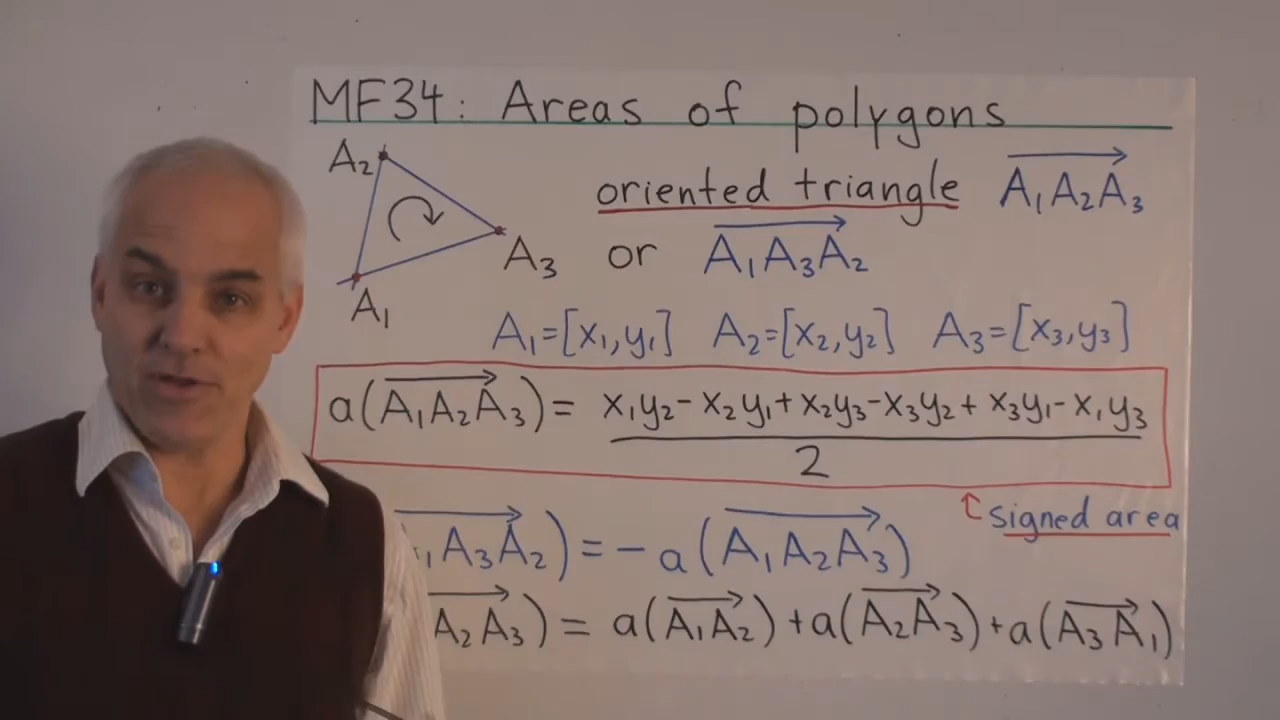 MF34: Areas of polygons
A₂
oriented triangle A₁A₂A₃
A₃ or A₁A₃A₂
A₁
A₁=[x₁,y₁] A₂=[x₂,y₂] A₃=[x₃,y₃]
a(A₁A₂A₃)= x₁y₂-x₂y₁+x₂y₃-x₃y₂+x₃y₁-x₁y₃
2
signed area
₁A₃A₂)=-a(A₁A₂A₃)
A₂A₃)= a(A₁A₂)+a(A₂A₃)+a(A₃A₁)